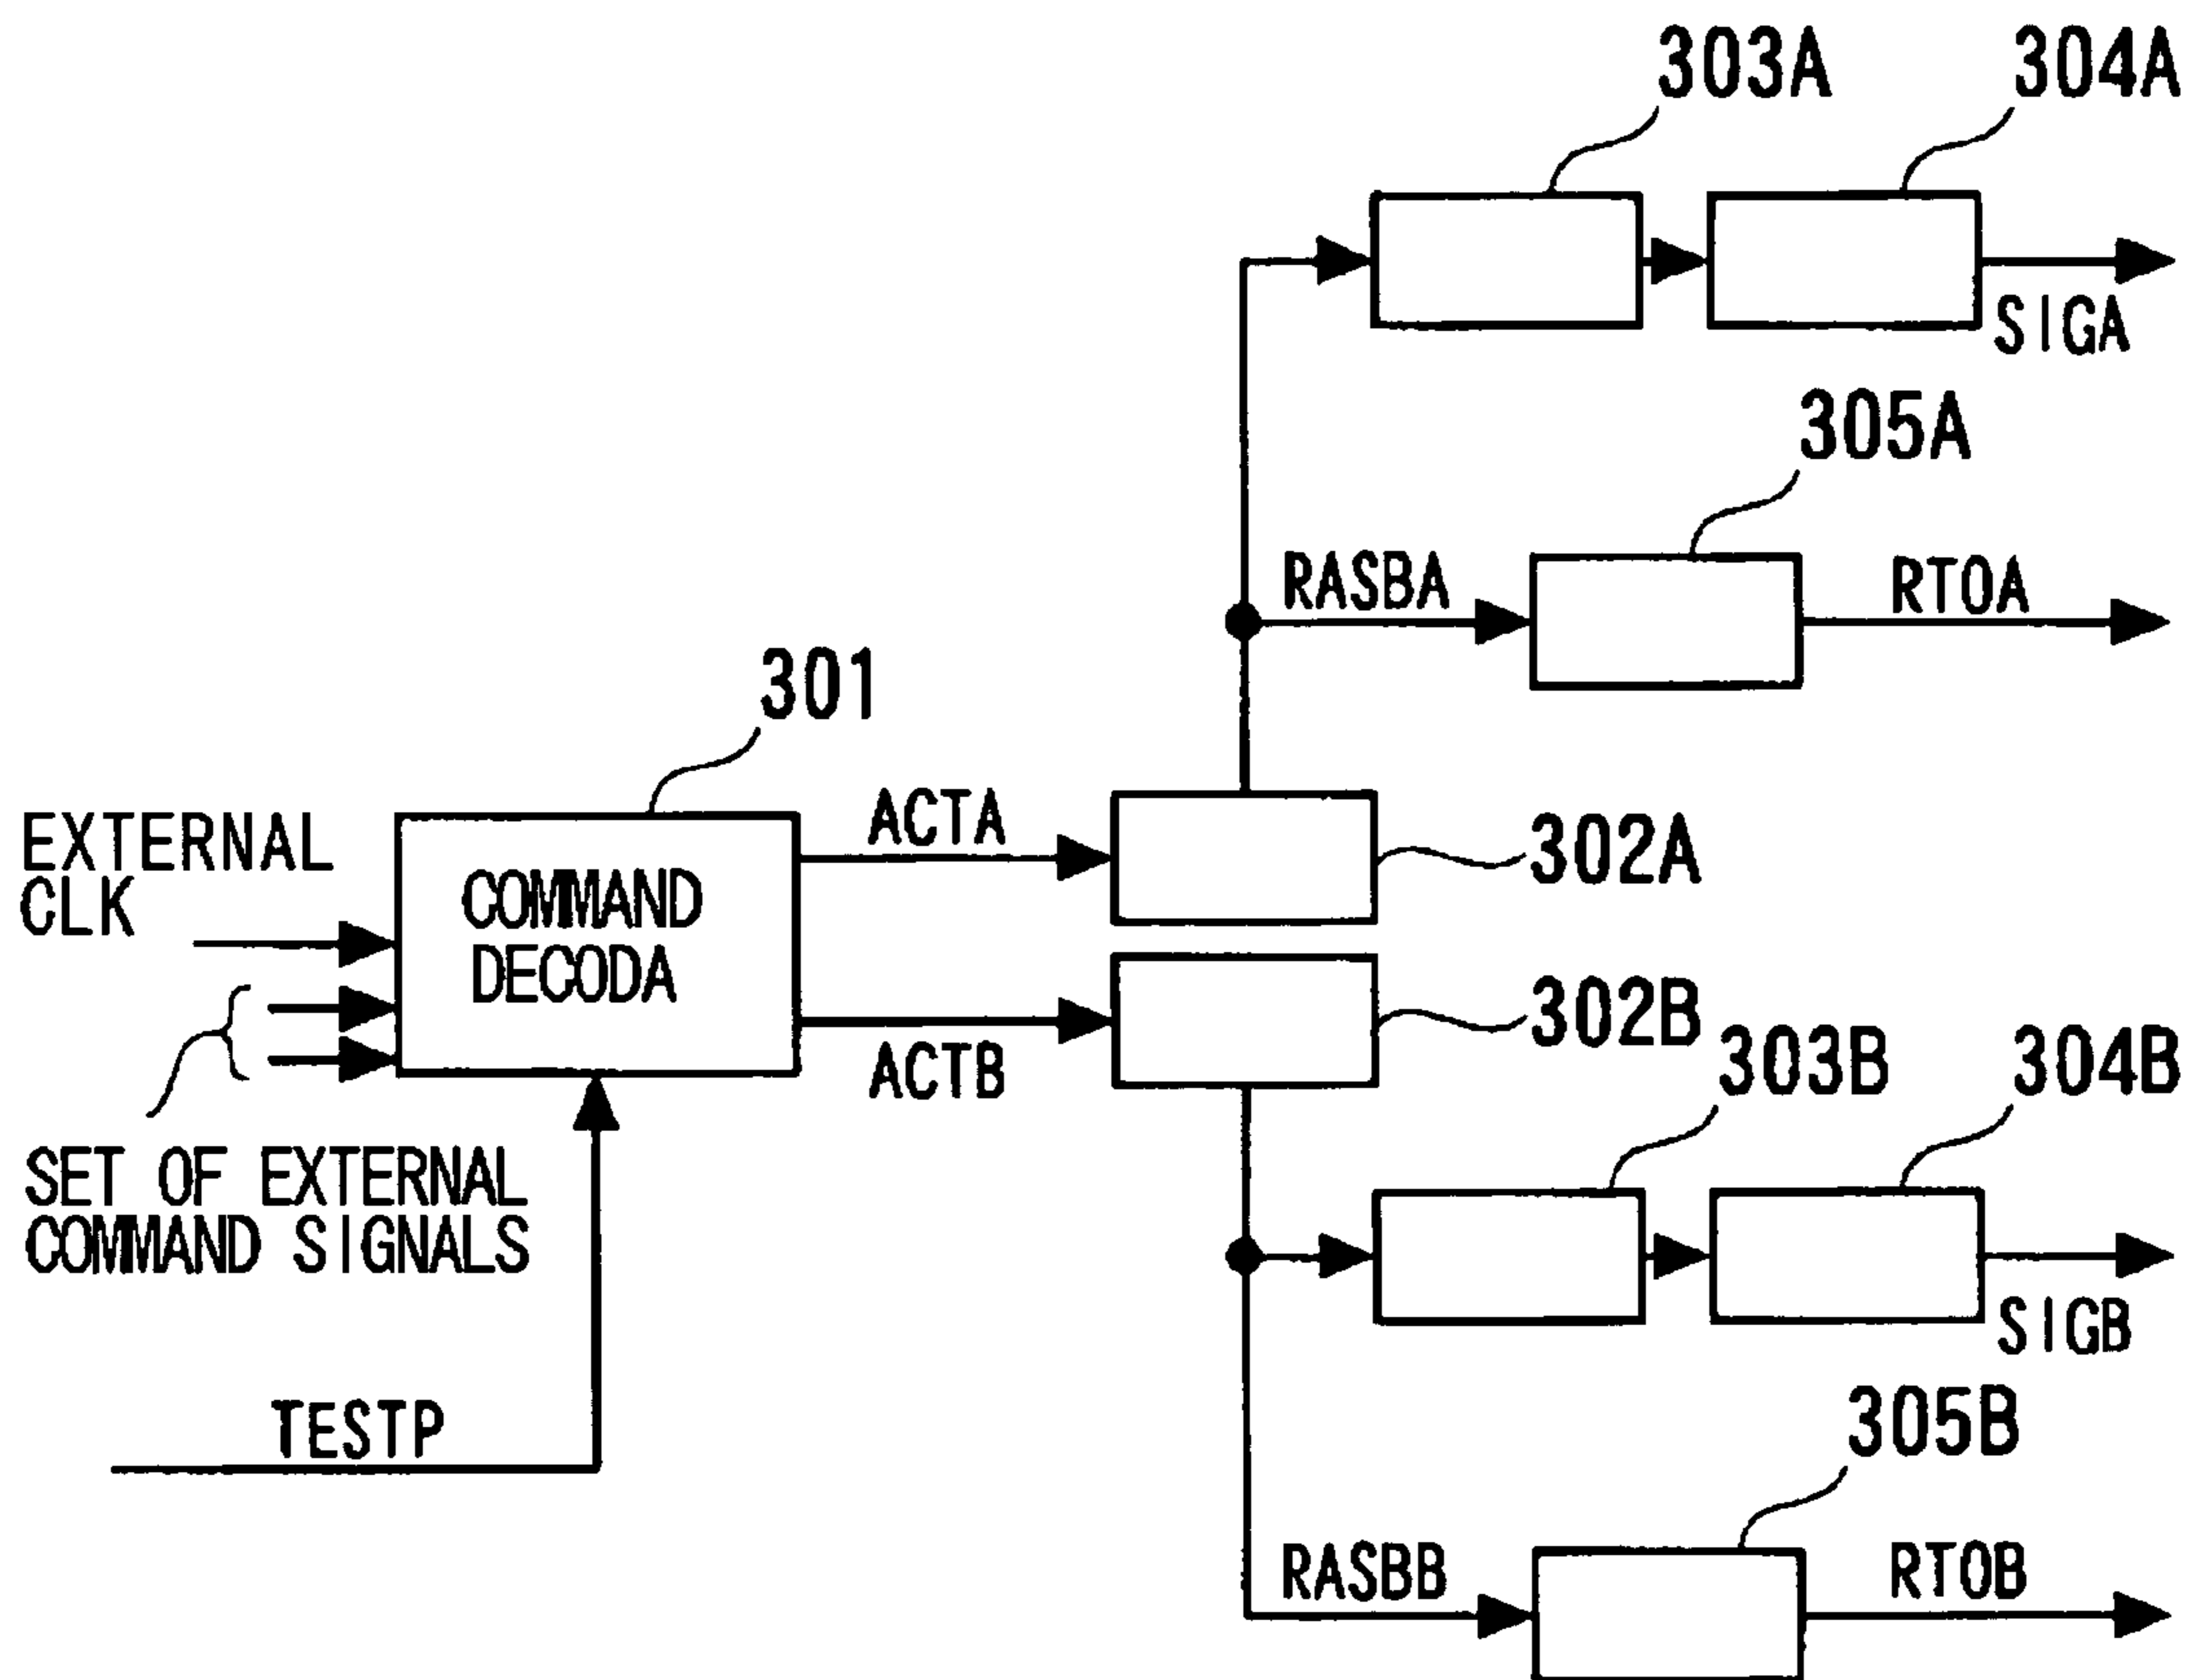 303A
304A
SIGA
305A
RASBA
RTOA
301
ACTA
302A
EXTERNAL
CLK
COMMAND
DECODA
302B
ACTB
303B
304B
SET OF EXTERNAL
COMMAND SIGNALS
SIGB
TESTP
305B
RASBB
RTOB